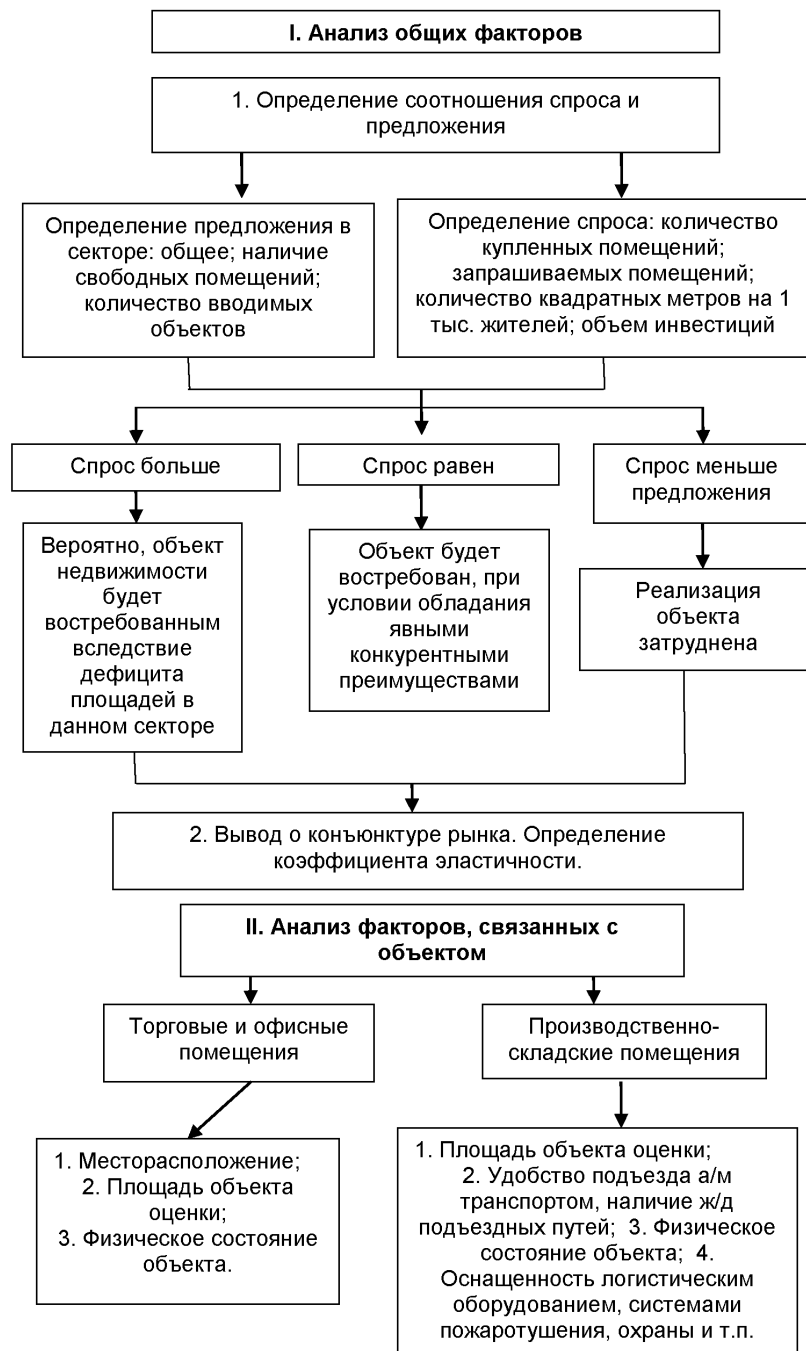 I. Анализ общих факторов
1. Определение соотношения спроса и
предложения
Определение предложения в
секторе: общее; наличие
свободных помещений;
количество вводимых
объектов
Определение спроса: количество
купленных помещений;
запрашиваемых помещений;
количество квадратных метров на 1
тыс. жителей; объем инвестиций
Спрос больше
Спрос равен
Спрос меньше
предложения
Вероятно, объект
недвижимости
будет
востребованным
вследствие
дефицита
площадей в
данном секторе
Объект будет
востребован, при
условии обладания
явными
конкурентными
преимуществами
Реализация
объекта
затруднена
2. Вывод о конъюнктуре рынка. Определение
коэффициента эластичности.
II. Анализ факторов, связанных с
объектом
Торговые и офисные
помещения
Производственно-
складские помещения
1. Месторасположение;
2. Площадь объекта
оценки;
3. Физическое состояние
объекта.
1. Площадь объекта оценки;
2. Удобство подъезда а/м
транспортом, наличие ж/д
подъездных путей; 3. Физическое
состояние объекта; 4.
Оснащенность логистическим
оборудованием, системами
пожаротушения, охраны и т.п.